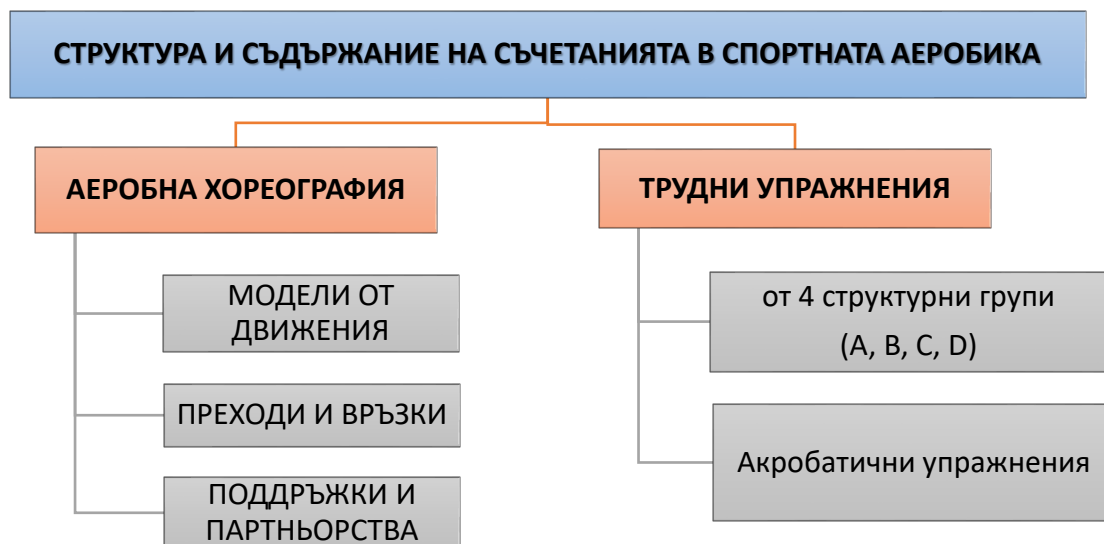 СТРУКТУРА И СЪДЪРЖАНИЕ НА СЪЧЕТАНИЯТА В СПОРТНАТА АЕРОБИКА
АЕРОБНА ХОРЕОГРАФИЯ
МОДЕЛИ ОТ
ДВИЖЕНИЯ
ПРЕХОДИ И ВРЪЗКИ
ПОДДРЪЖКИ И
ПАРТНЬОРСТВА
ТРУДНИ УПРАЖНЕНИЯ
от 4 структурни групи
(A, B, C, D)
Акробатични упражнения